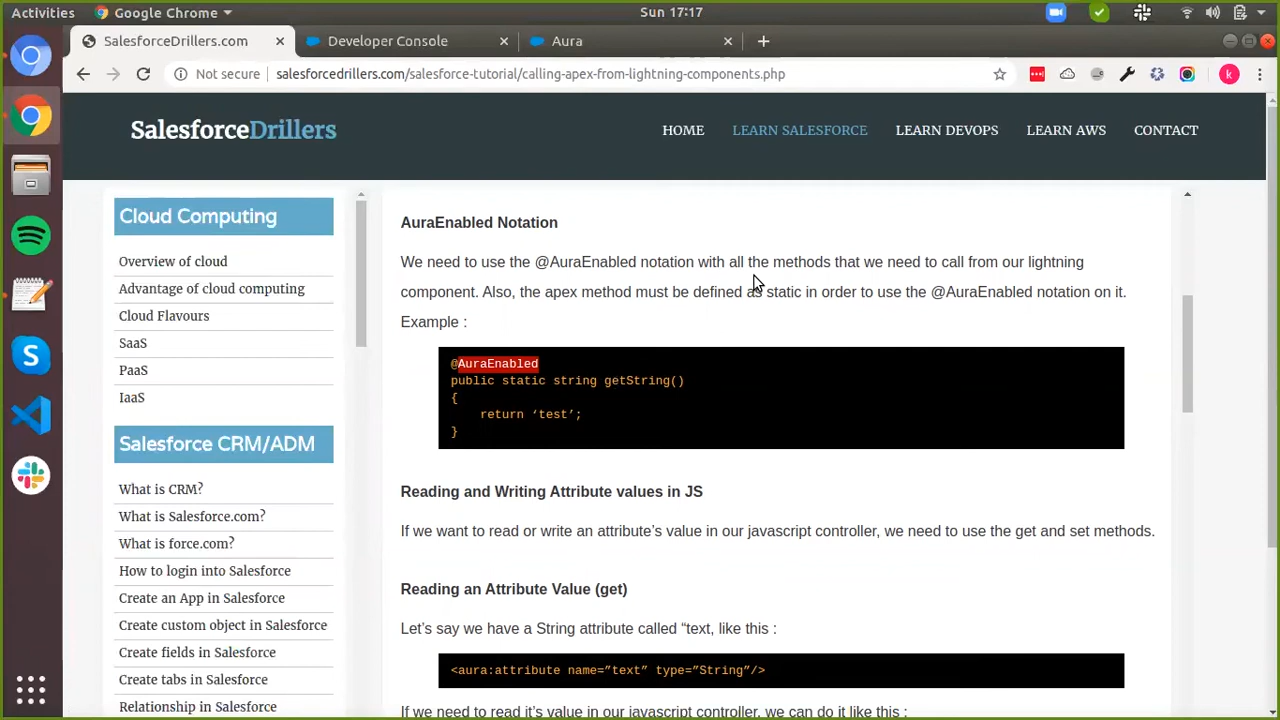 Activities
Google Chrome
Sun 17:17
SalesforceDrillers.com
Developer Console
Aura
Not secure
salesforcedrillers.com/salesforce-tutorial/calling-apex-from-lightning-components.php
k
SalesforceDrillers
HOME
LEARN SALESFORCE
LEARN DEVOPS
LEARN AWS
CONTACT
Cloud Computing
Overview of cloud
Advantage of cloud computing
Cloud Flavours
SaaS
PaaS
IaaS
Salesforce CRM/ADM
What is CRM?
What is Salesforce.com?
What is force.com?
How to login into Salesforce
Create an App in Salesforce
Create custom object in Salesforce
Create fields in Salesforce
Create tabs in Salesforce
Relationship in Salesforce
AuraEnabled Notation
We need to use the @AuraEnabled notation with all the methods that we need to call from our lightning
component. Also, the apex method must be defined as static in order to use the @AuraEnabled notation on it.
Example :
@AuraEnabled
public static string getString()
{
return ‘test’;
}
Reading and Writing Attribute values in JS
If we want to read or write an attribute’s value in our javascript controller, we need to use the get and set methods.
Reading an Attribute Value (get)
Let’s say we have a String attribute called “text, like this :
<aura:attribute name=”text” type=”String”/>
If we need to read it’s value in our javascript controller, we can do it like this :